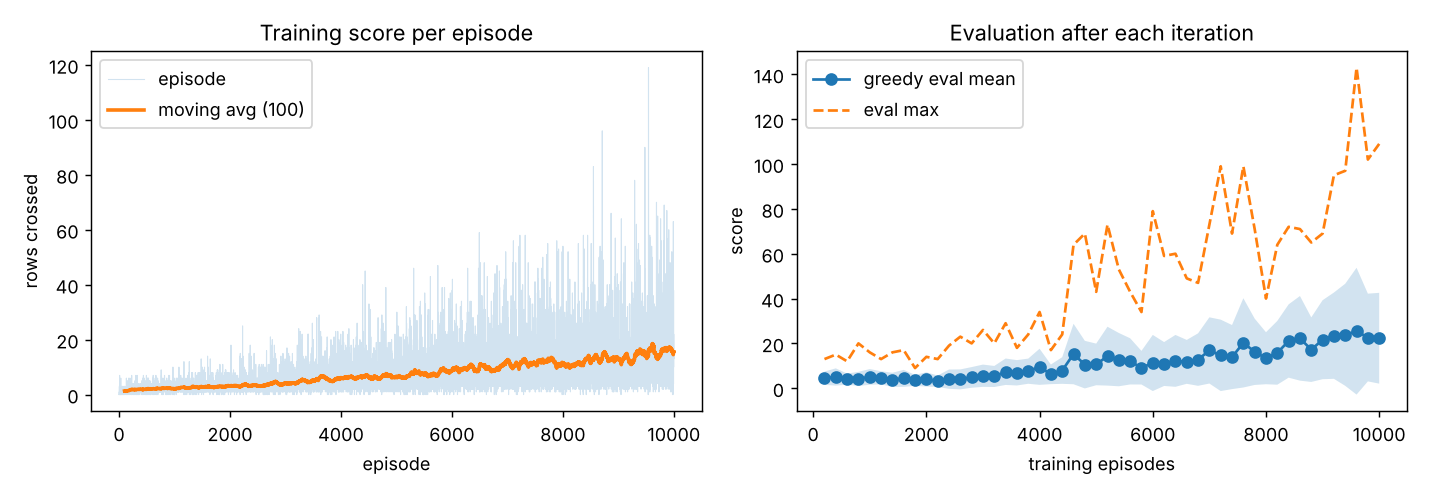 Training score per episode
episode
moving avg (100)
rows crossed
120
100
80
60
40
20
0
0 2000 4000 6000 8000 10000
episode
Evaluation after each iteration
greedy eval mean
eval max
score
140
120
100
80
60
40
20
0
0 2000 4000 6000 8000 10000
training episodes